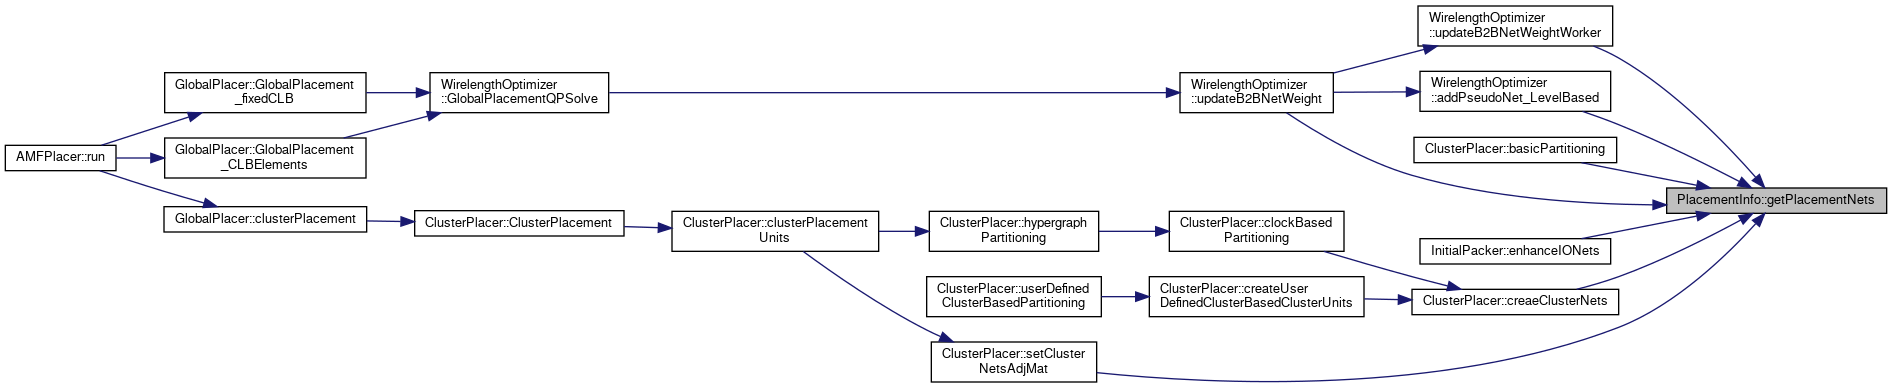 AMFPlacer::run
GlobalPlacer::GlobalPlacement
_fixedCLB
GlobalPlacer::GlobalPlacement
_CLBElements
GlobalPlacer::clusterPlacement
WirelengthOptimizer
::GlobalPlacementQPSolve
ClusterPlacer::ClusterPlacement
ClusterPlacer::clusterPlacement
Units
ClusterPlacer::hypergraph
Partitioning
ClusterPlacer::userDefined
ClusterBasedPartitioning
ClusterPlacer::setCluster
NetsAdjMat
WirelengthOptimizer
::updateB2BNetWeight
ClusterPlacer::clockBased
Partitioning
ClusterPlacer::createUser
DefinedClusterBasedClusterUnits
WirelengthOptimizer
::updateB2BNetWeightWorker
WirelengthOptimizer
::addPseudoNet_LevelBased
ClusterPlacer::basicPartitioning
InitialPacker::enhanceIONets
ClusterPlacer::creaeClusterNets
PlacementInfo::getPlacementNets